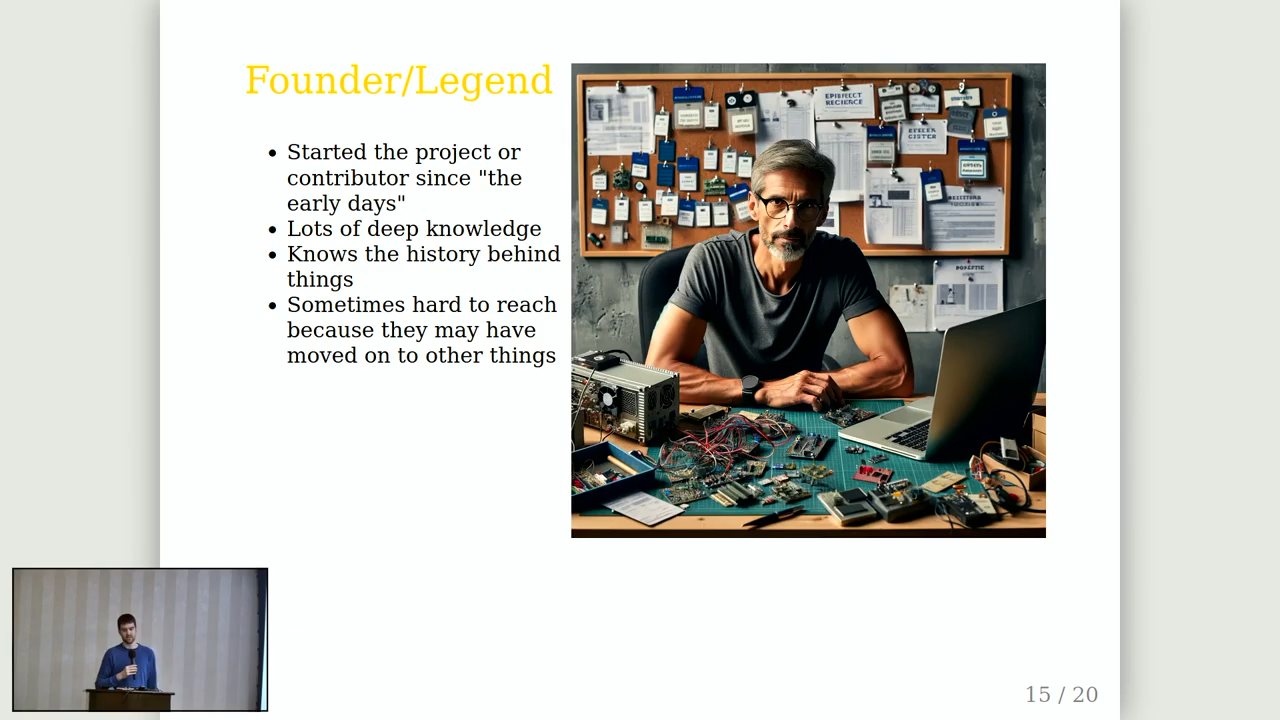 Founder/Legend
• Started the project or
contributor since "the
early days"
• Lots of deep knowledge
• Knows the history behind
things
• Sometimes hard to reach
because they may have
moved on to other things
15 / 20